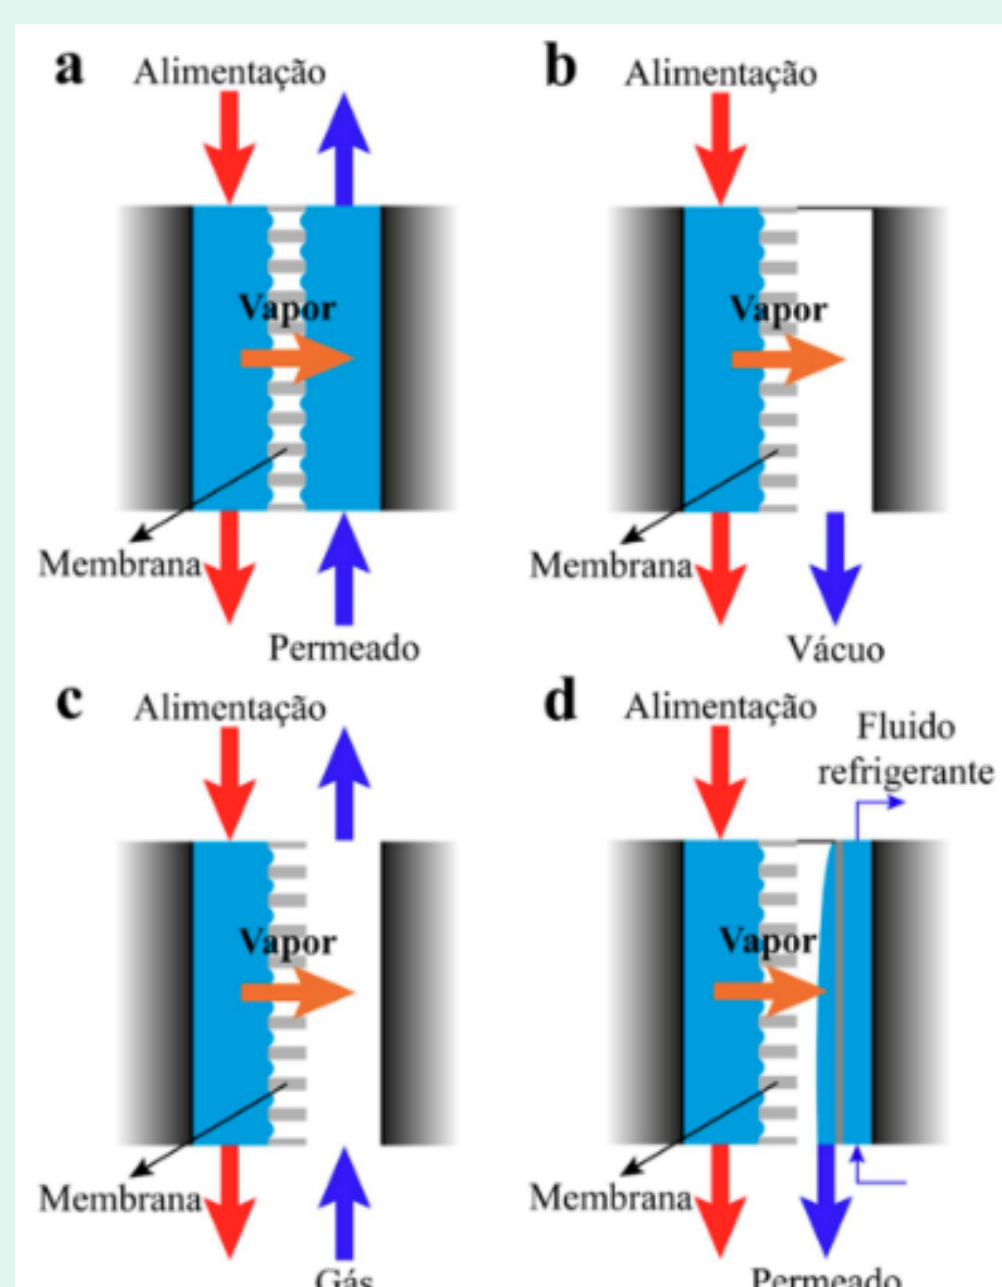 a
Alimentação
Vapor
Membrana
Permeado
b
Alimentação
Vapor
Membrana
Vácuo
c
Alimentação
Vapor
Membrana
Gás
d
Alimentação
Fluido
refrigerante
Vapor
Membrana
Permeado